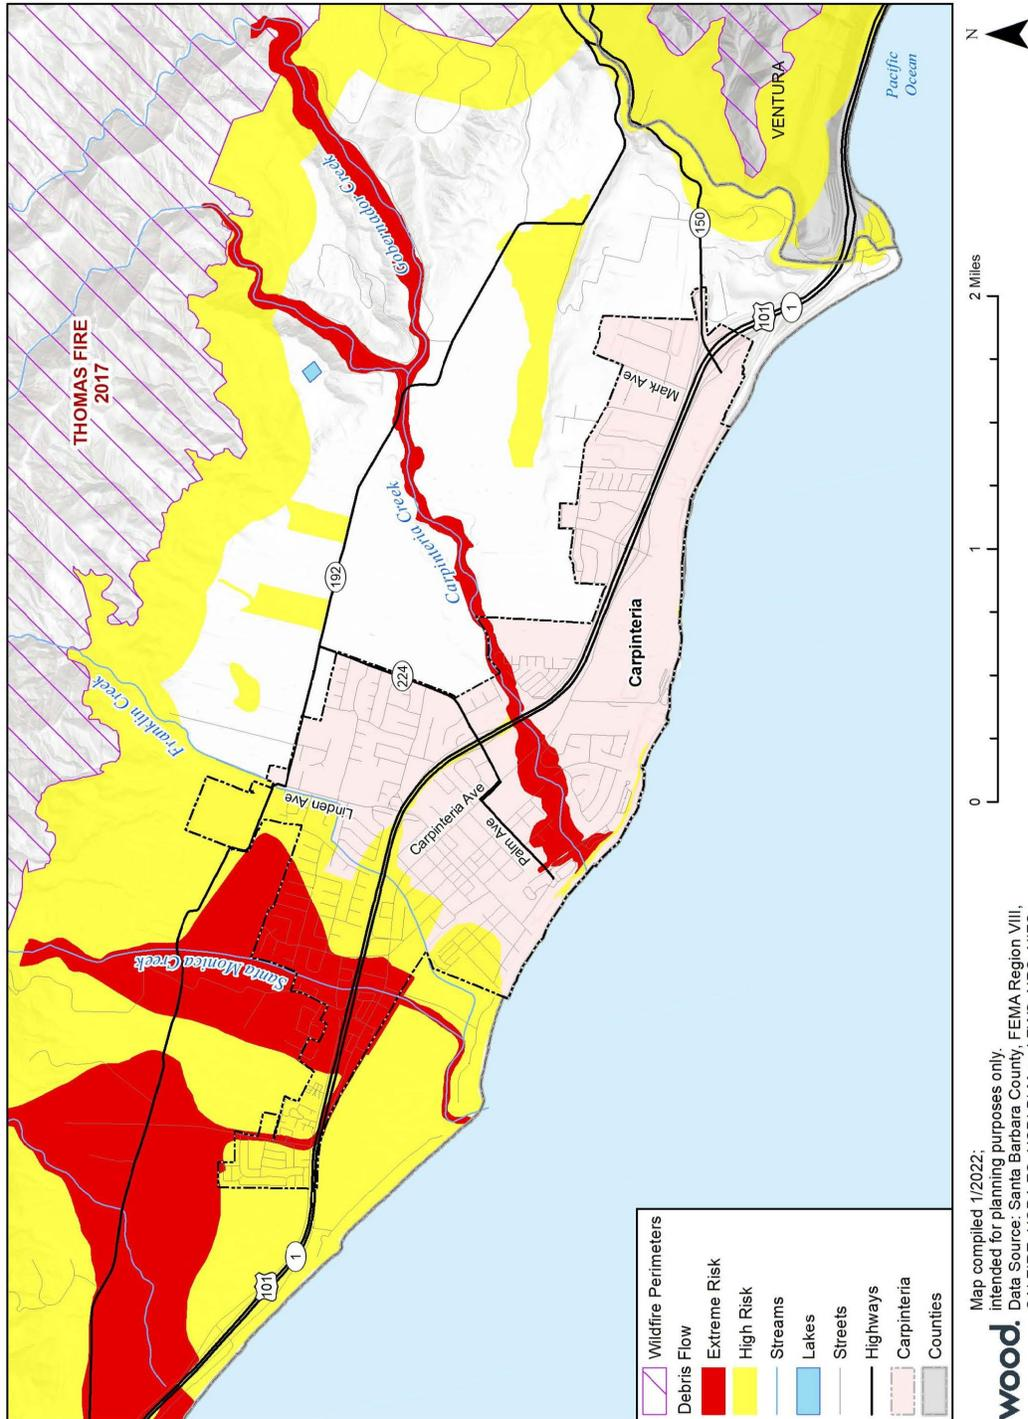 THOMAS FIRE
2017
Franklin Creek
Santa Monica Creek
Carpinteria Creek
Gobernador Creek
192
224
150
101
1
101
1
Linden Ave
Carpinteria Ave
Palm Ave
Mark Ave
Carpinteria
VENTURA
Pacific
Ocean
Wildfire Perimeters
Debris Flow
Extreme Risk
High Risk
Streams
Lakes
Streets
Highways
Carpinteria
Counties
wood.
Map compiled 1/2022;
intended for planning purposes only.
Data Source: Santa Barbara County, FEMA Region VIII,
0
1
2 Miles
N